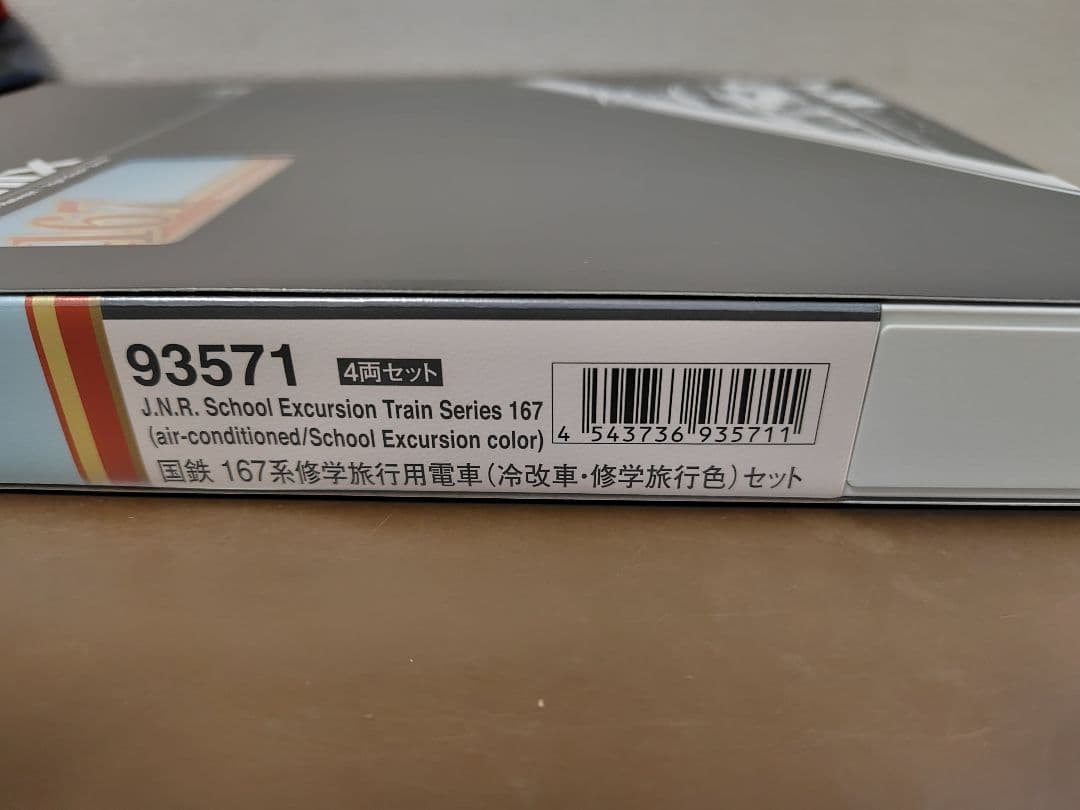 167
93571 4両セット
J.N.R. School Excursion Train Series 167
(air-conditioned/School Excursion color)
国鉄 167系修学旅行用電車(冷改車・修学旅行色)セット
4 543736 935711